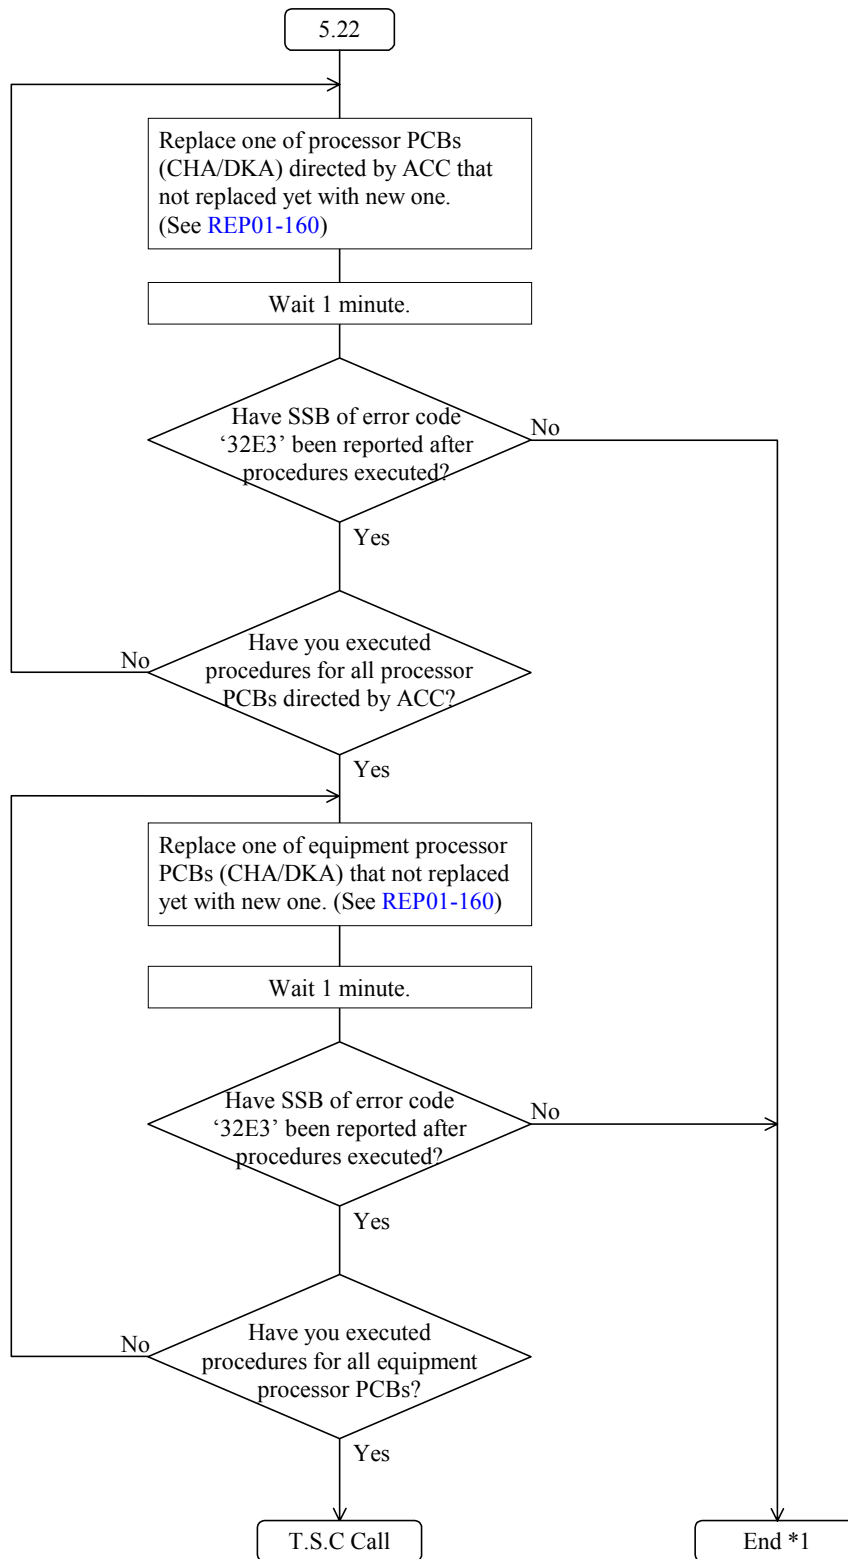 5.22
Replace one of processor PCBs
(CHA/DKA) directed by ACC that
not replaced yet with new one.
(See REP01-160)
Wait 1 minute.
Have SSB of error code
‘32E3’ been reported after
procedures executed?
No
Yes
Have you executed
procedures for all processor
PCBs directed by ACC?
No
Yes
Replace one of equipment processor
PCBs (CHA/DKA) that not replaced
yet with new one. (See REP01-160)
Wait 1 minute.
Have SSB of error code
‘32E3’ been reported after
procedures executed?
No
Yes
Have you executed
procedures for all equipment
processor PCBs?
No
Yes
T.S.C Call
End *1